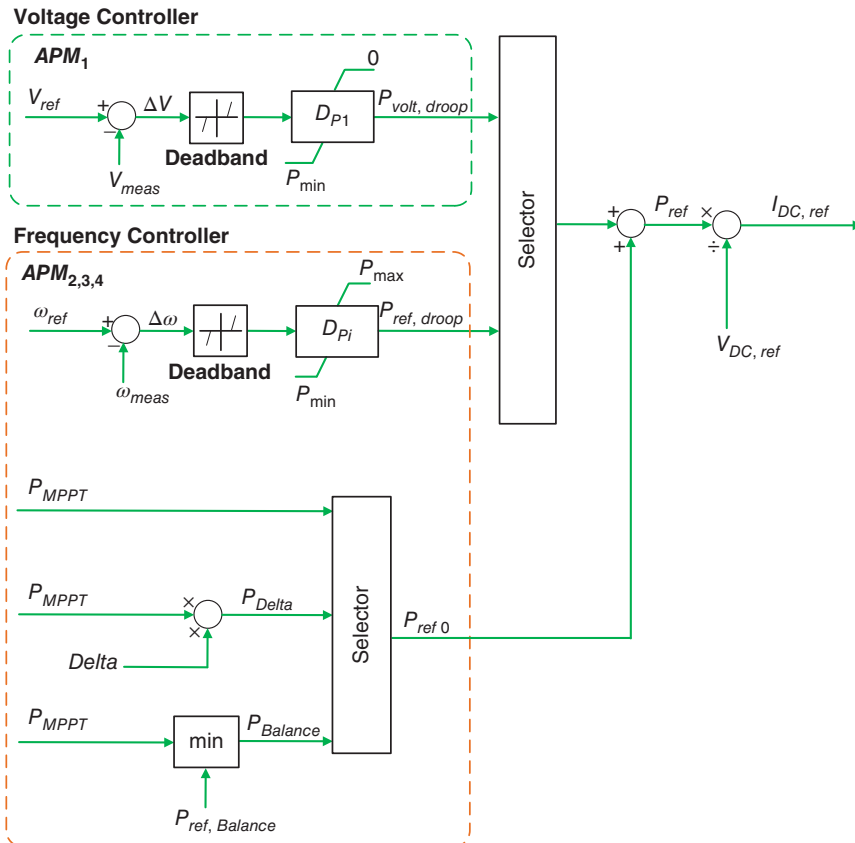 Voltage Controller
APM1
0
Vref
+
ΔV
DP1
Pvolt, droop
−
Deadband
Vmeas
Pmin
Selector
Frequency Controller
+
Pref
×
IDC, ref
+
÷
APM2,3,4
Pmax
ωref
+
Δω
DPi
Pref, droop
−
Deadband
VDC, ref
ωmeas
Pmin
PMPPT
PMPPT
×
PDelta
×
Selector
Pref 0
Delta
PMPPT
min
PBalance
Pref, Balance